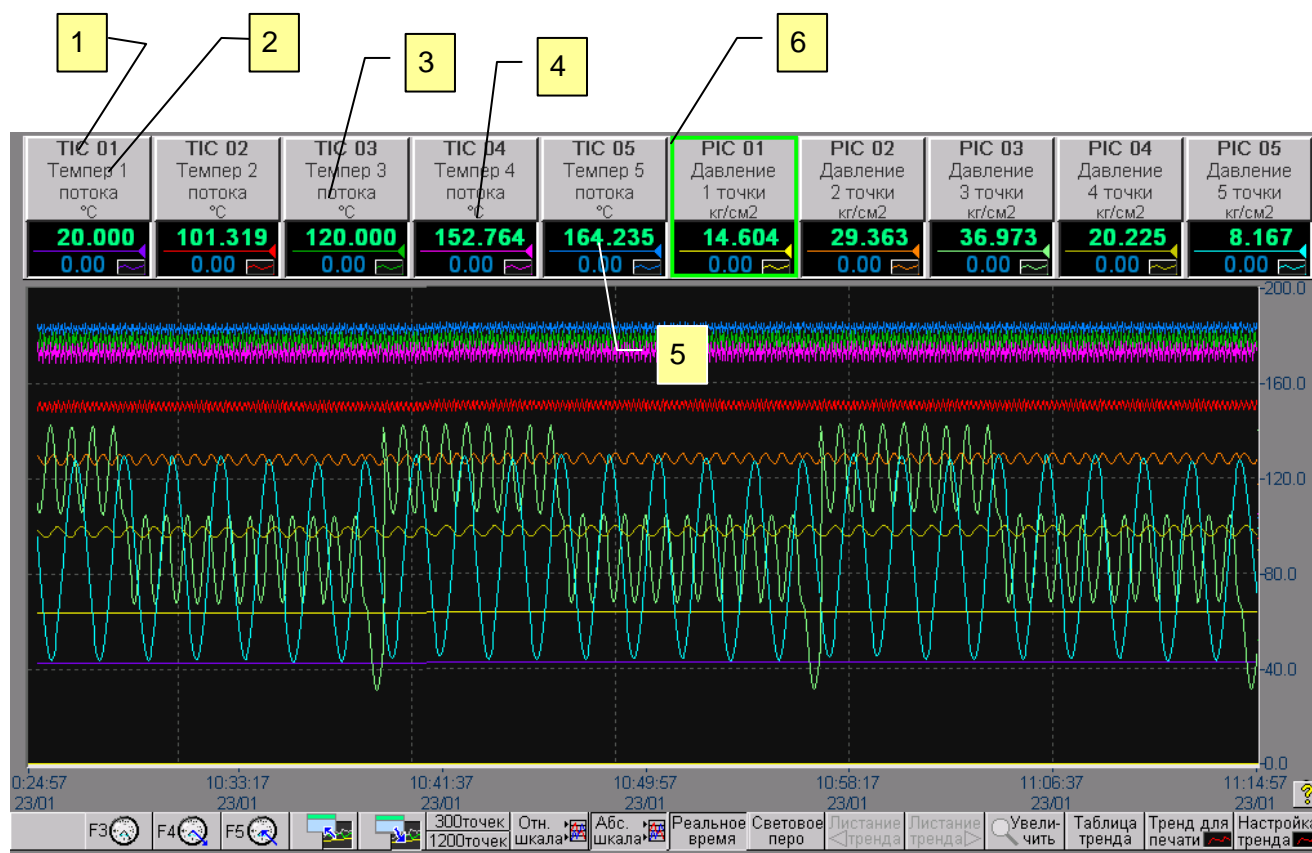 1
2
3
4
6
TIC 01 TIC 02 TIC 03 TIC 04 TIC 05 PIC 01 PIC 02 PIC 03 PIC 04 PIC 05
Темпер 1 Темпер 2 Темпер 3 Темпер 4 Темпер 5 Давление Давление Давление Давление Давление
потока потока потока потока потока 1 точки 2 точки 3 точки 4 точки 5 точки
°C °C °C °C °C кг/см2 кг/см2 кг/см2 кг/см2 кг/см2
20.000 101.319 120.000 152.764 164.235 14.604 29.363 36.973 20.225 8.167
0.00 0.00 0.00 0.00 0.00 0.00 0.00 0.00 0.00 0.00
200.0
5
160.0
120.0
80.0
40.0
0.0
0:24:57 10:33:17 10:41:37 10:49:57 10:58:17 11:06:37 11:14:57
23/01 23/01 23/01 23/01 23/01 23/01 23/01
?
F3 F4 F5 300точек Отн. Абс. Реальное Световое Листание Листание Увели- Таблица Тренд для Настройка
1200точек шкала шкала время перо тренда тренда чить тренда печати тренда